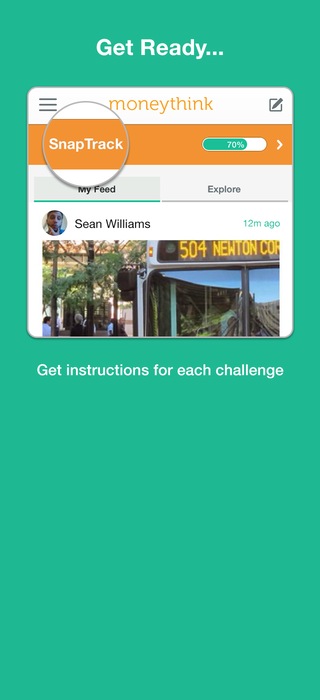 Get Ready...
moneythink
SnapTrack
70%
My Feed
Explore
Sean Williams
12m ago
504 NEWTON COR
Get instructions for each challenge